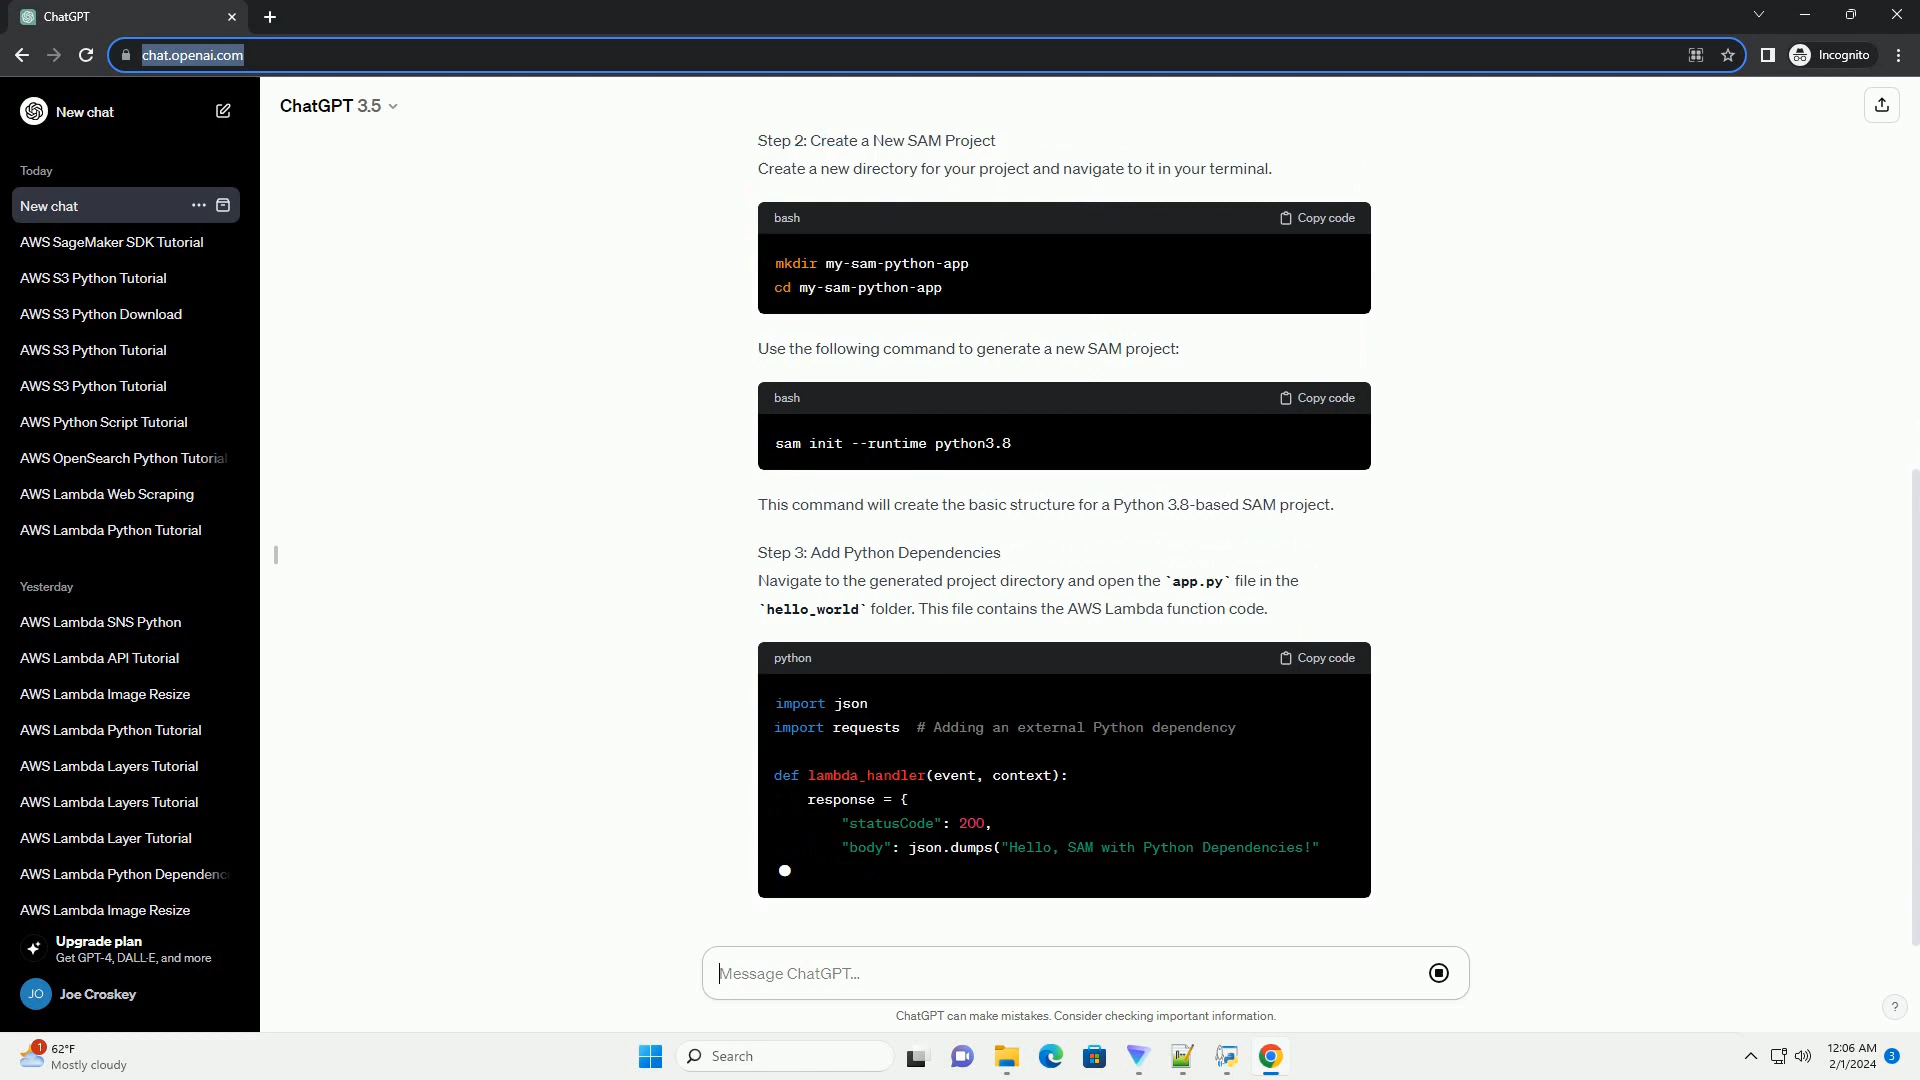 ChatGPT
chat.openai.com
Incognito
New chat
Today
New chat
AWS SageMaker SDK Tutorial
AWS S3 Python Tutorial
AWS S3 Python Download
AWS S3 Python Tutorial
AWS S3 Python Tutorial
AWS Python Script Tutorial
AWS OpenSearch Python Tutorial
AWS Lambda Web Scraping
AWS Lambda Python Tutorial
Yesterday
AWS Lambda SNS Python
AWS Lambda API Tutorial
AWS Lambda Image Resize
AWS Lambda Python Tutorial
AWS Lambda Layers Tutorial
AWS Lambda Layers Tutorial
AWS Lambda Layer Tutorial
AWS Lambda Python Dependenc
AWS Lambda Image Resize
Upgrade plan
Get GPT-4, DALL·E, and more
JO Joe Croskey
ChatGPT 3.5
Step 2: Create a New SAM Project
Create a new directory for your project and navigate to it in your terminal.
bash Copy code
mkdir my-sam-python-app
cd my-sam-python-app
Use the following command to generate a new SAM project:
bash Copy code
sam init --runtime python3.8
This command will create the basic structure for a Python 3.8-based SAM project.
Step 3: Add Python Dependencies
Navigate to the generated project directory and open the `app.py` file in the
`hello_world` folder. This file contains the AWS Lambda function code.
python Copy code
import json
import requests  # Adding an external Python dependency
def lambda_handler(event, context):
response = {
"statusCode": 200,
"body": json.dumps("Hello, SAM with Python Dependencies!"
Message ChatGPT...
ChatGPT can make mistakes. Consider checking important information.
?
1
62°F
Mostly cloudy
Search
12:06 AM
2/1/2024
3